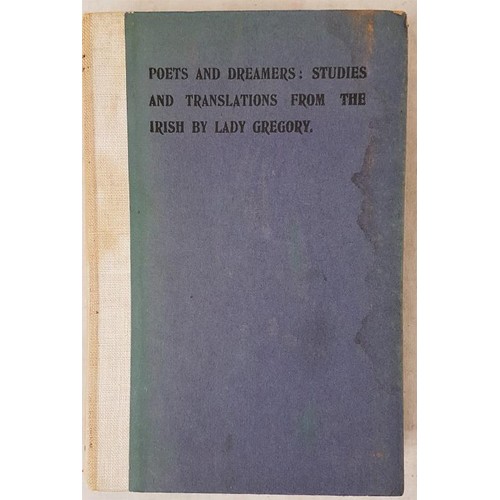 POETS AND DREAMERS: STUDIES
AND TRANSLATIONS FROM THE
IRISH BY LADY GREGORY.